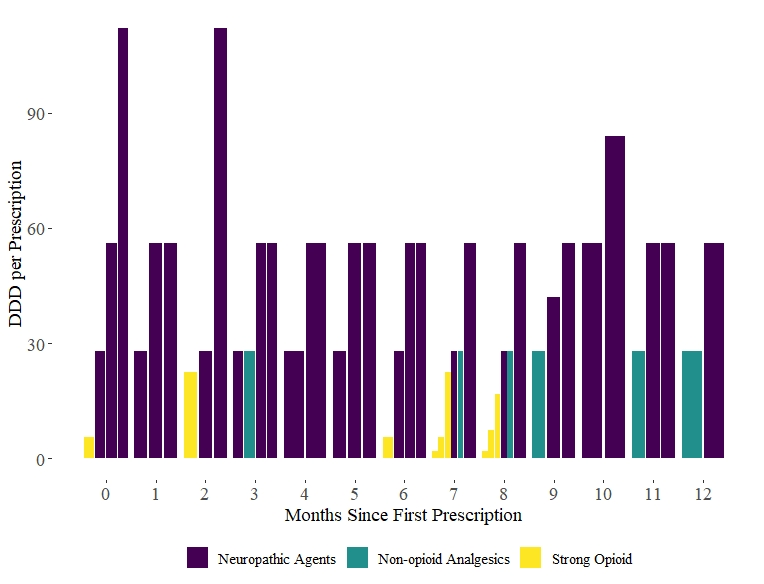 DDD per Prescription
90
60
30
0
0 1 2 3 4 5 6 7 8 9 10 11 12
Months Since First Prescription
Neuropathic Agents Non-opioid Analgesics Strong Opioid